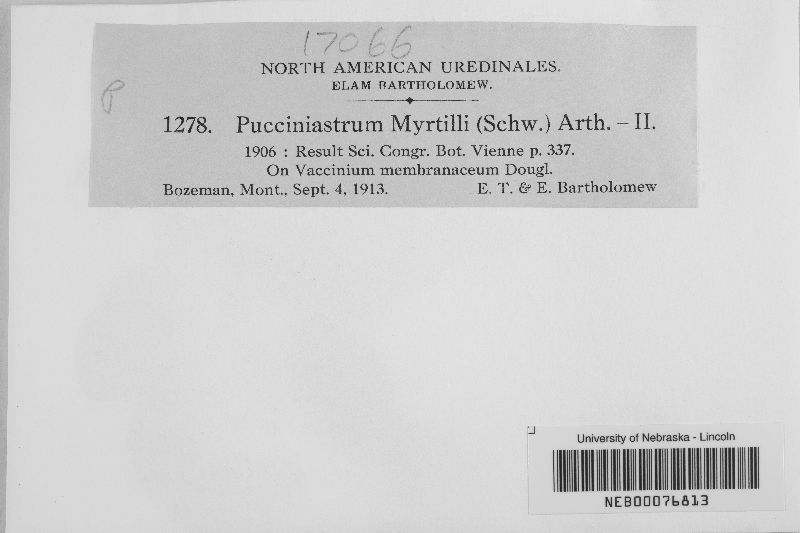 17066
P
NORTH AMERICAN UREDINALES.
ELAM BARTHOLOMEW.
1278. Pucciniastrum Myrtilli (Schw.) Arth. – II.
1906 : Result Sci. Congr. Bot. Vienne p. 337.
On Vaccinium membranaceum Dougl.
Bozeman, Mont., Sept. 4, 1913. E. T. & E. Bartholomew
University of Nebraska - Lincoln
NEB00076813